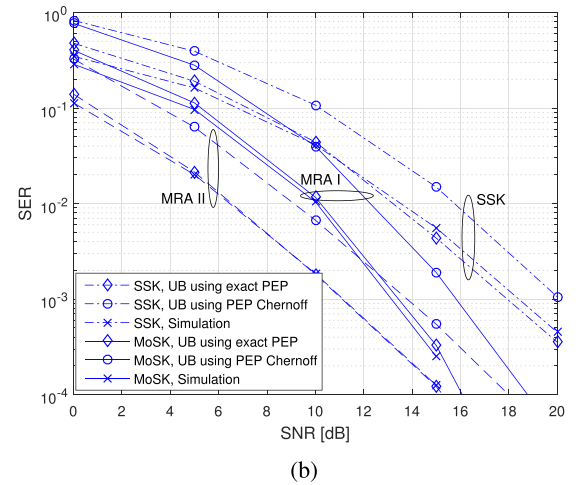 10^0
10^-1
10^-2
10^-3
10^-4
SER
MRA I
MRA II
SSK
SSK, UB using exact PEP
SSK, UB using PEP Chernoff
SSK, Simulation
MoSK, UB using exact PEP
MoSK, UB using PEP Chernoff
MoSK, Simulation
0 2 4 6 8 10 12 14 16 18 20
SNR [dB]
(b)